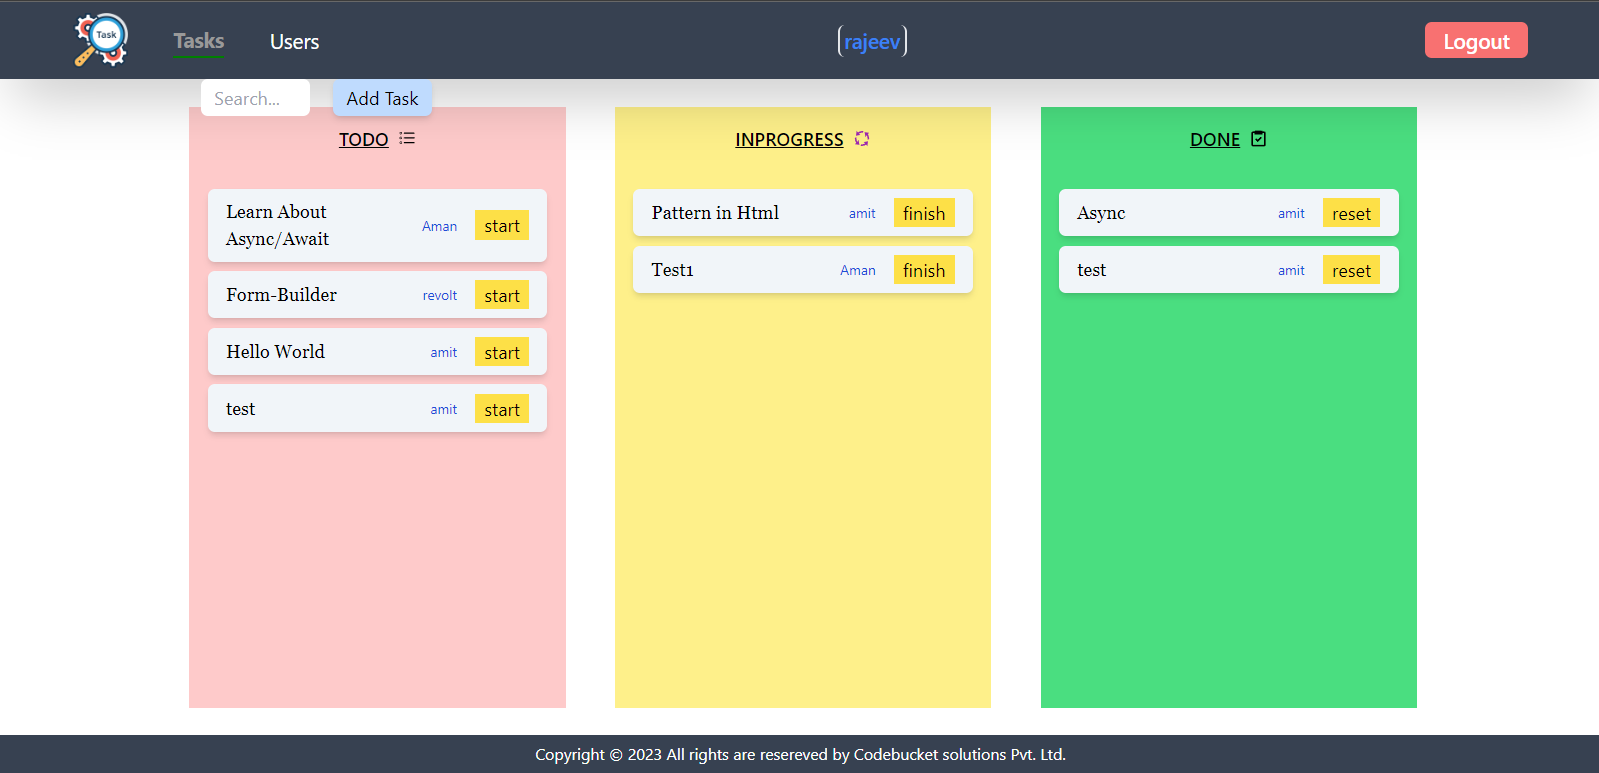 Task
Tasks
Users
rajeev
Logout
Search...
Add Task
TODO
Learn About
Async/Await
Aman
start
Form-Builder
revolt
start
Hello World
amit
start
test
amit
start
INPROGRESS
Pattern in Html
amit
finish
Test1
Aman
finish
DONE
Async
amit
reset
test
amit
reset
Copyright © 2023 All rights are resereved by Codebucket solutions Pvt. Ltd.